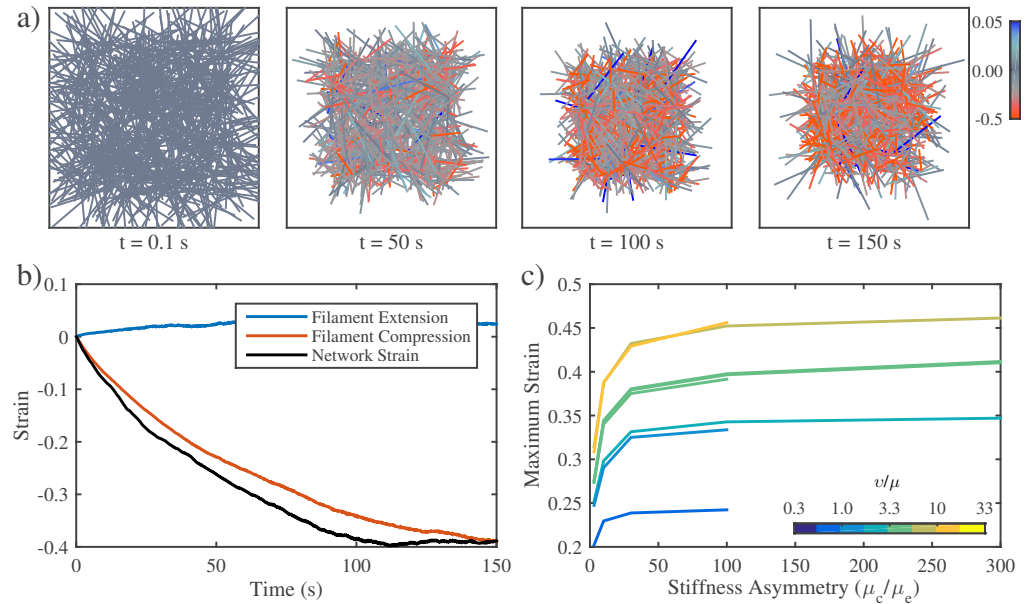 a)
0.05
0.00
-0.5
t = 0.1 s
t = 50 s
t = 100 s
t = 150 s
b)
0.1
0
-0.1
-0.2
-0.3
-0.4
Strain
Filament Extension
Filament Compression
Network Strain
0
50
100
150
Time (s)
c)
0.5
0.45
0.4
0.35
0.3
0.25
0.2
Maximum Strain
υ/μ
0.3
1.0
3.3
10
33
0
50
100
150
200
250
300
Stiffness Asymmetry (μ_c/μ_e)